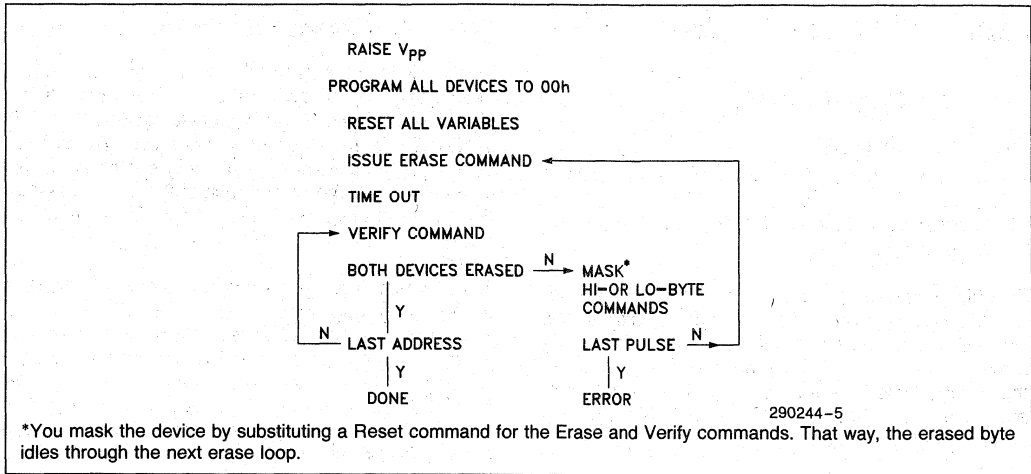 RAISE VPP
PROGRAM ALL DEVICES TO 00h
RESET ALL VARIABLES
ISSUE ERASE COMMAND
TIME OUT
VERIFY COMMAND
BOTH DEVICES ERASED N MASK*
HI-OR LO-BYTE
COMMANDS
Y
N LAST ADDRESS LAST PULSE N
Y Y
DONE ERROR
290244-5
*You mask the device by substituting a Reset command for the Erase and Verify commands. That way, the erased byte
idles through the next erase loop.